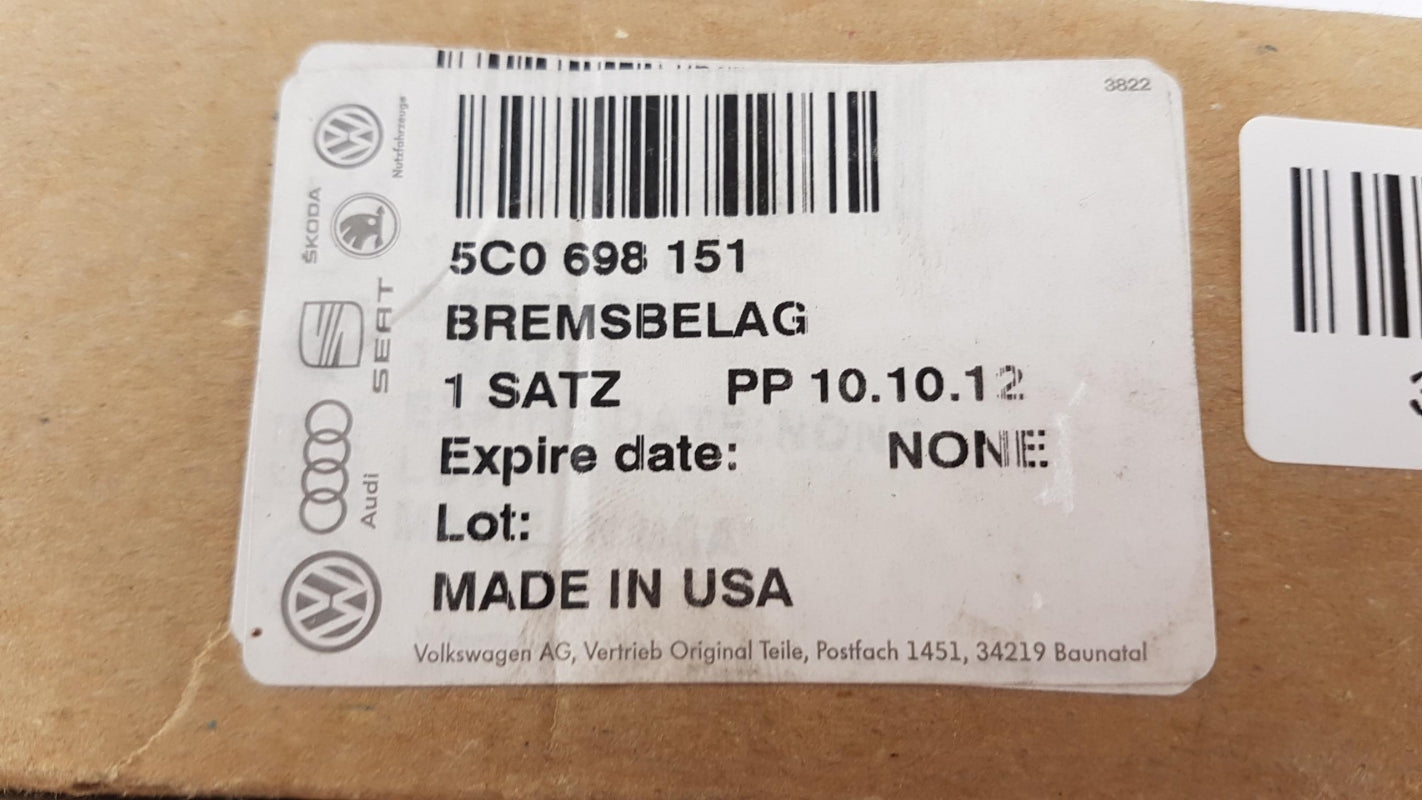 3822
Nutzfahrzeuge
ŠKODA
SEAT
Audi
5C0 698 151
BREMSBELAG
1 SATZ PP 10.10.12
Expire date: NONE
Lot:
MADE IN USA
Volkswagen AG, Vertrieb Original Teile, Postfach 1451, 34219 Baunatal